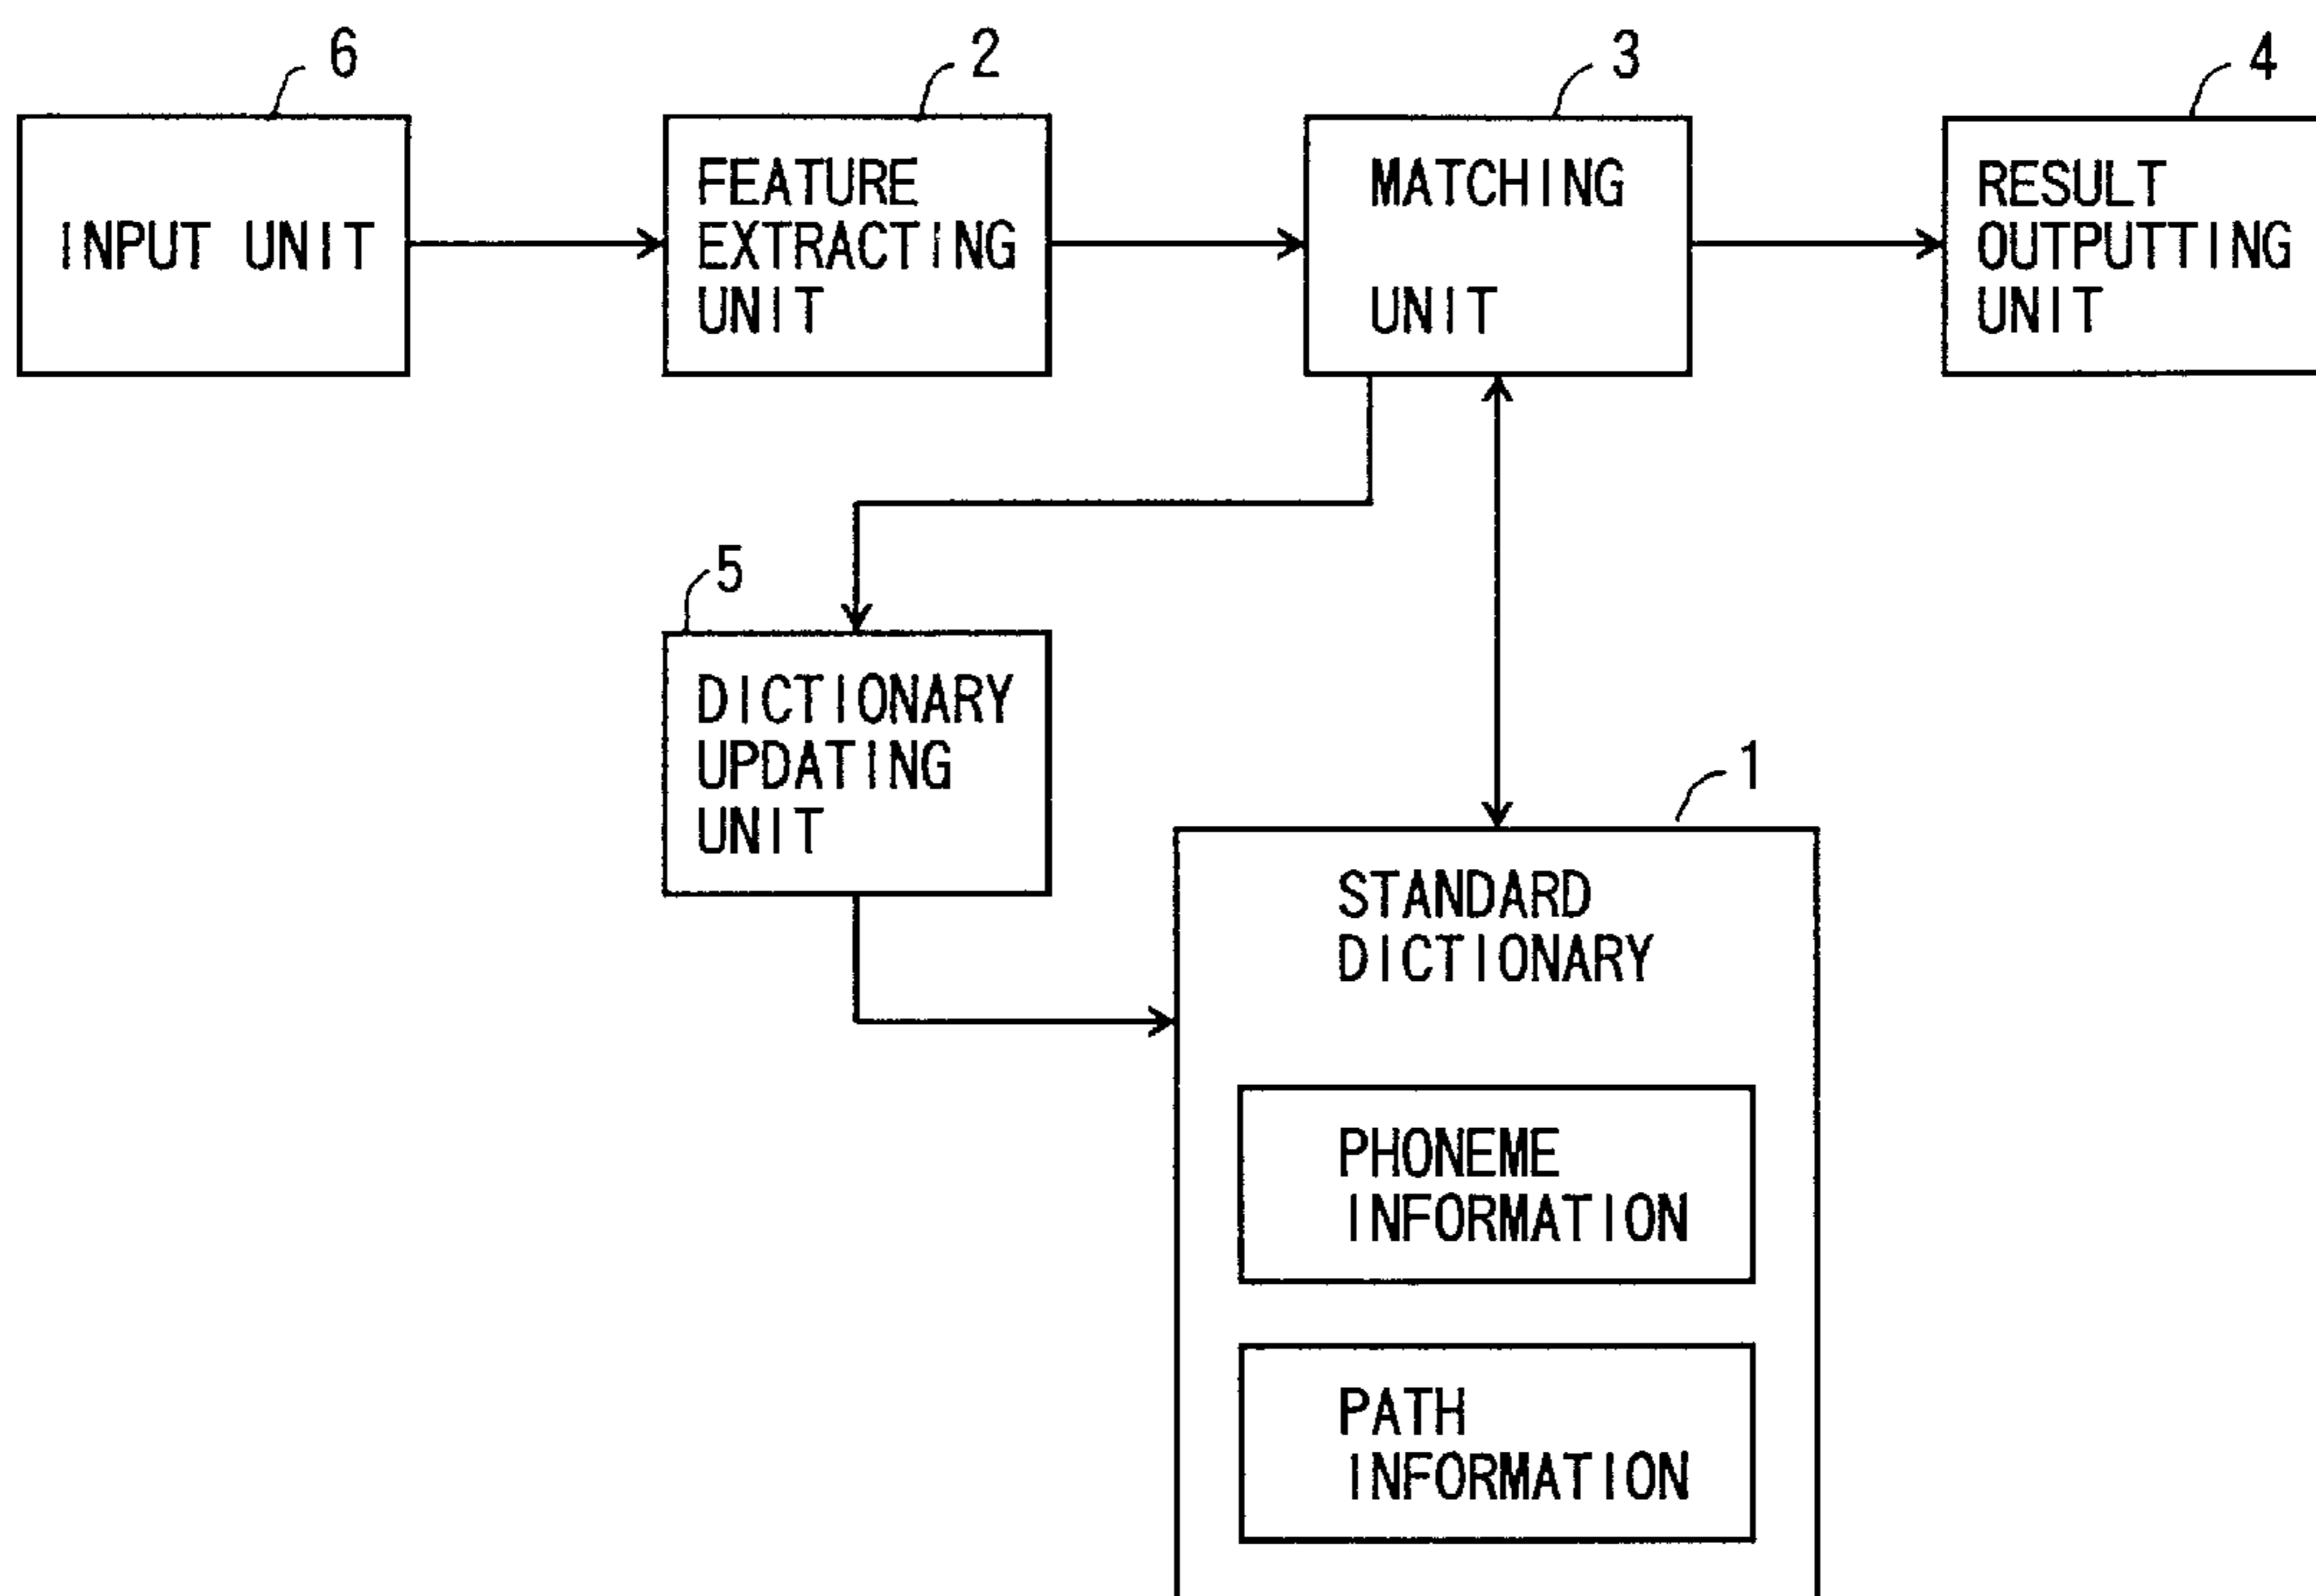 6
INPUT UNIT
2
FEATURE
EXTRACTING
UNIT
3
MATCHING
UNIT
4
RESULT
OUTPUTTING
UNIT
5
DICTIONARY
UPDATING
UNIT
1
STANDARD
DICTIONARY
PHONEME
INFORMATION
PATH
INFORMATION